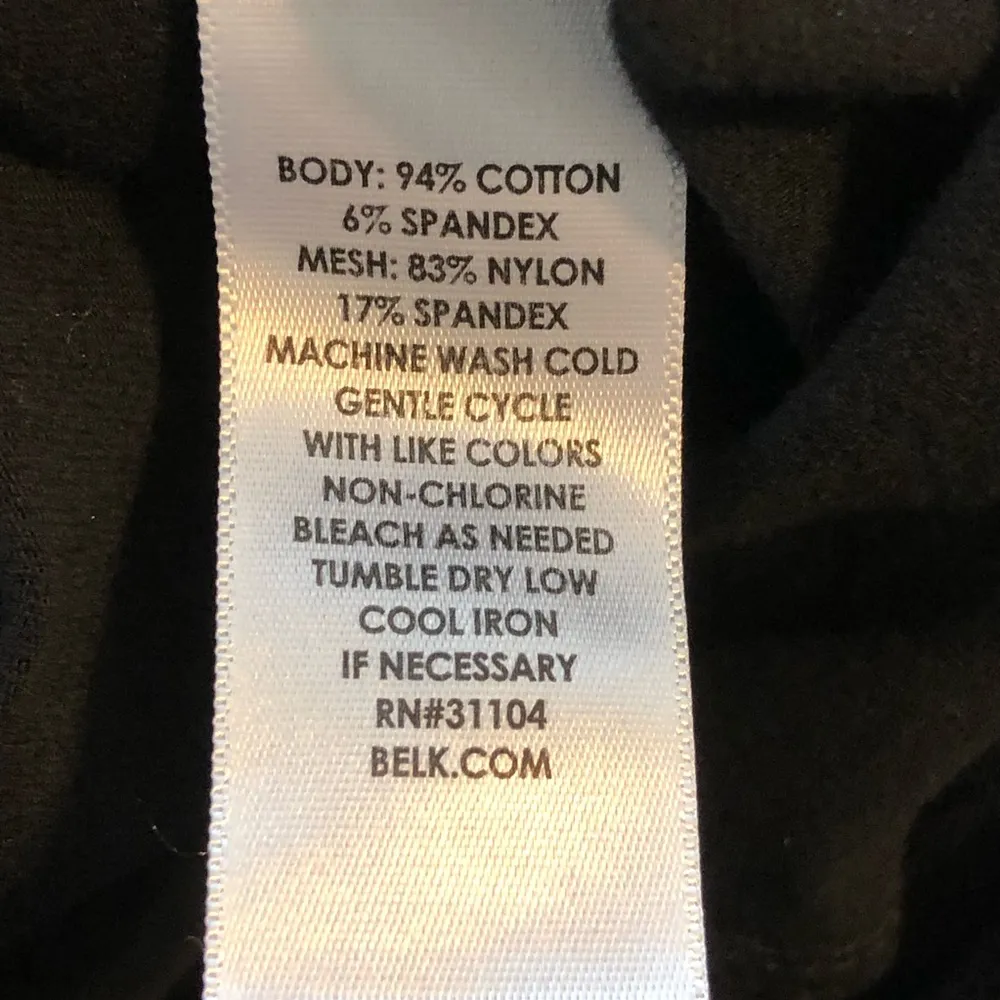 BODY: 94% COTTON
6% SPANDEX
MESH: 83% NYLON
17% SPANDEX
MACHINE WASH COLD
GENTLE CYCLE
WITH LIKE COLORS
NON-CHLORINE
BLEACH AS NEEDED
TUMBLE DRY LOW
COOL IRON
IF NECESSARY
RN#31104
BELK.COM